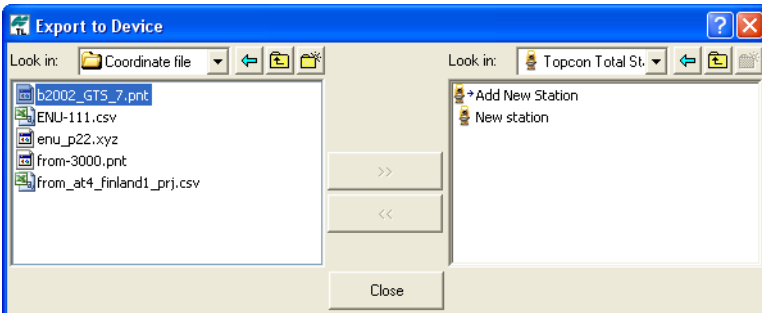 TL Export to Device
Look in: Coordinate file
Look in: Topcon Total St.
b2002_GTS_7.pnt
ENU-111.csv
enu_p22.xyz
from-3000.pnt
from_at4_finland1_prj.csv
Add New Station
New station
>>
<<
Close